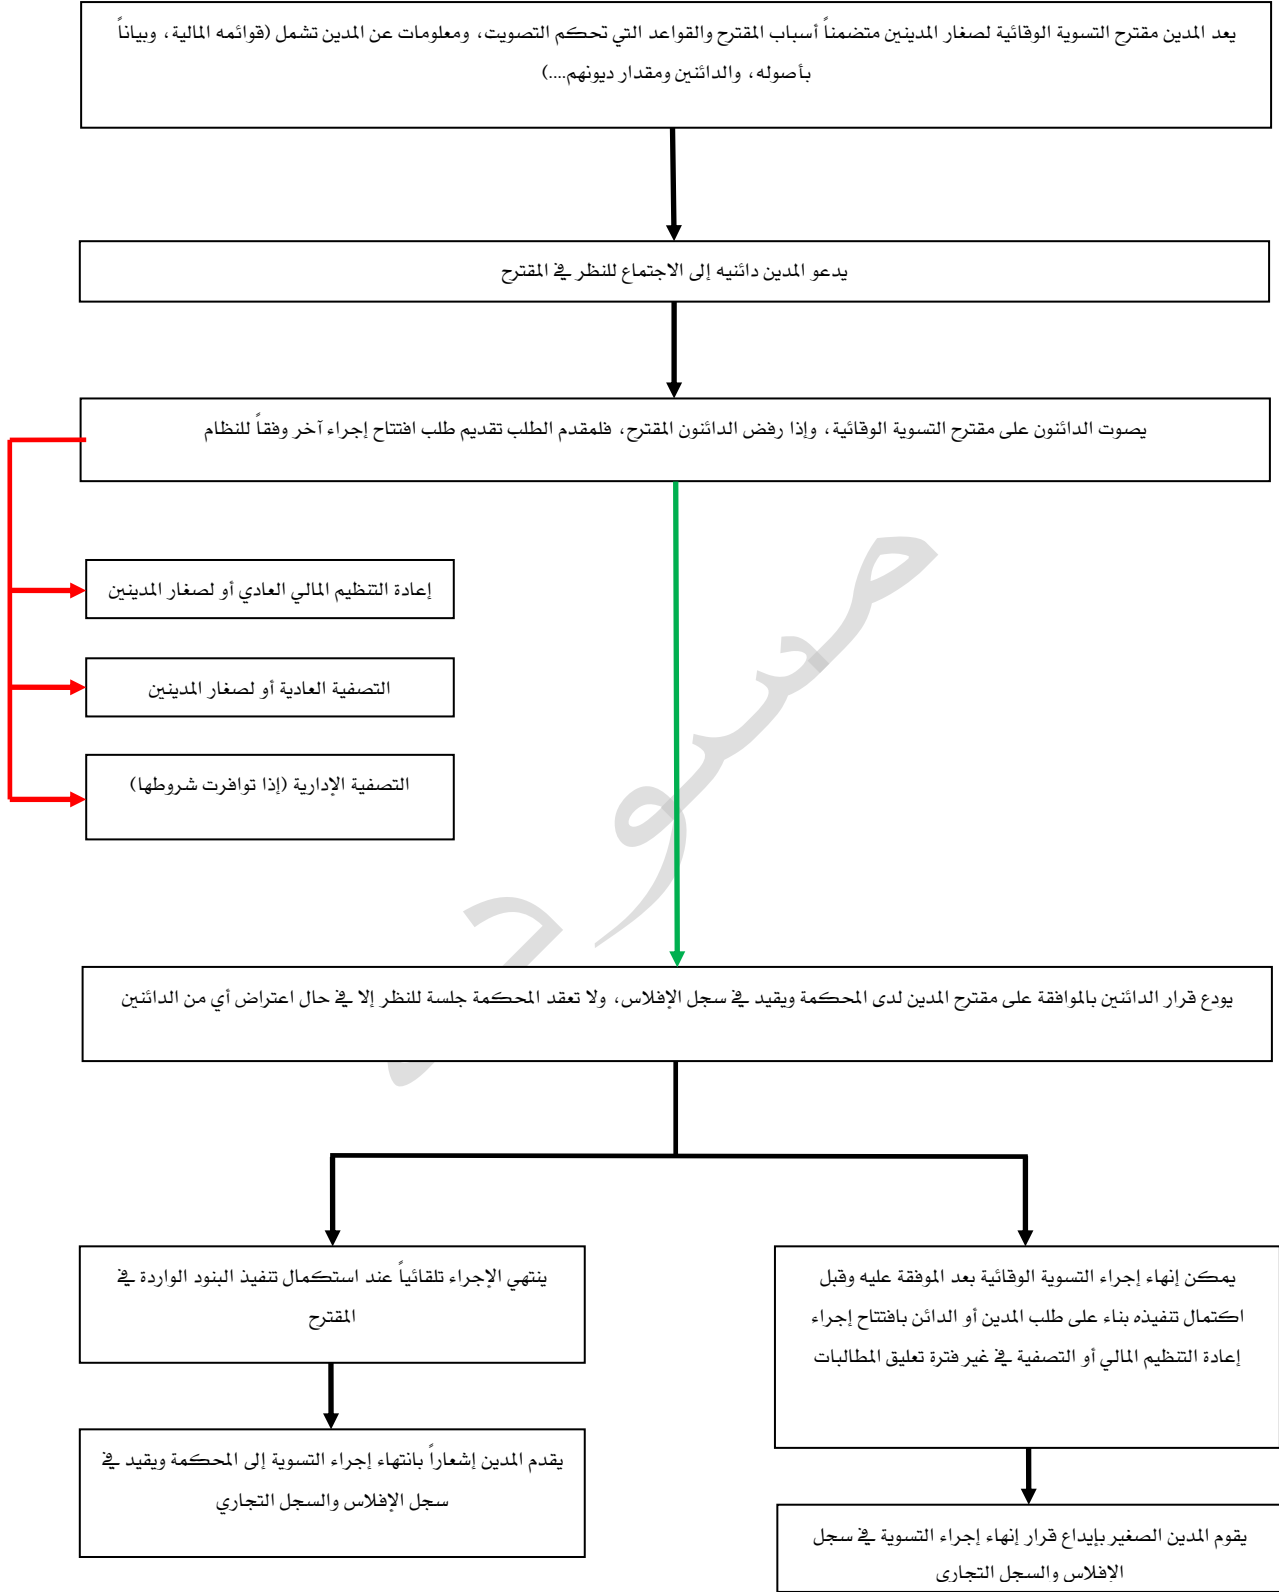 يعد المدين مقترح التسوية الوقائية لصغار المدينين متضمناً أسباب المقترح والقواعد التي تحكم التصويت، ومعلومات عن المدين تشمل (قوائمه المالية، وبياناً
بأصوله، والدائنين ومقدار ديونهم....)
يدعو المدين دائنيه إلى الاجتماع للنظر في المقترح
يصوت الدائنون على مقترح التسوية الوقائية، وإذا رفض الدائنون المقترح، فلمقدم الطلب تقديم طلب افتتاح إجراء آخر وفقاً للنظام
إعادة التنظيم المالي العادي أو لصغار المدينين
التصفية العادية أو لصغار المدينين
التصفية الإدارية (إذا توافرت شروطها)
مسودة
يودع قرار الدائنين بالموافقة على مقترح المدين لدى المحكمة ويقيد في سجل الإفلاس، ولا تعقد المحكمة جلسة للنظر إلا في حال اعتراض أي من الدائنين
يمكن إنهاء إجراء التسوية الوقائية بعد الموفقة عليه وقبل
اكتمال تنفيذه بناء على طلب المدين أو الدائن بافتتاح إجراء
إعادة التنظيم المالي أو التصفية في غير فترة تعليق المطالبات
يقوم المدين الصغير بإيداع قرار إنهاء إجراء التسوية في سجل
الإفلاس والسجل التجاري
ينتهي الإجراء تلقائياً عند استكمال تنفيذ البنود الواردة في
المقترح
يقدم المدين إشعاراً بانتهاء إجراء التسوية إلى المحكمة ويقيد في
سجل الإفلاس والسجل التجاري